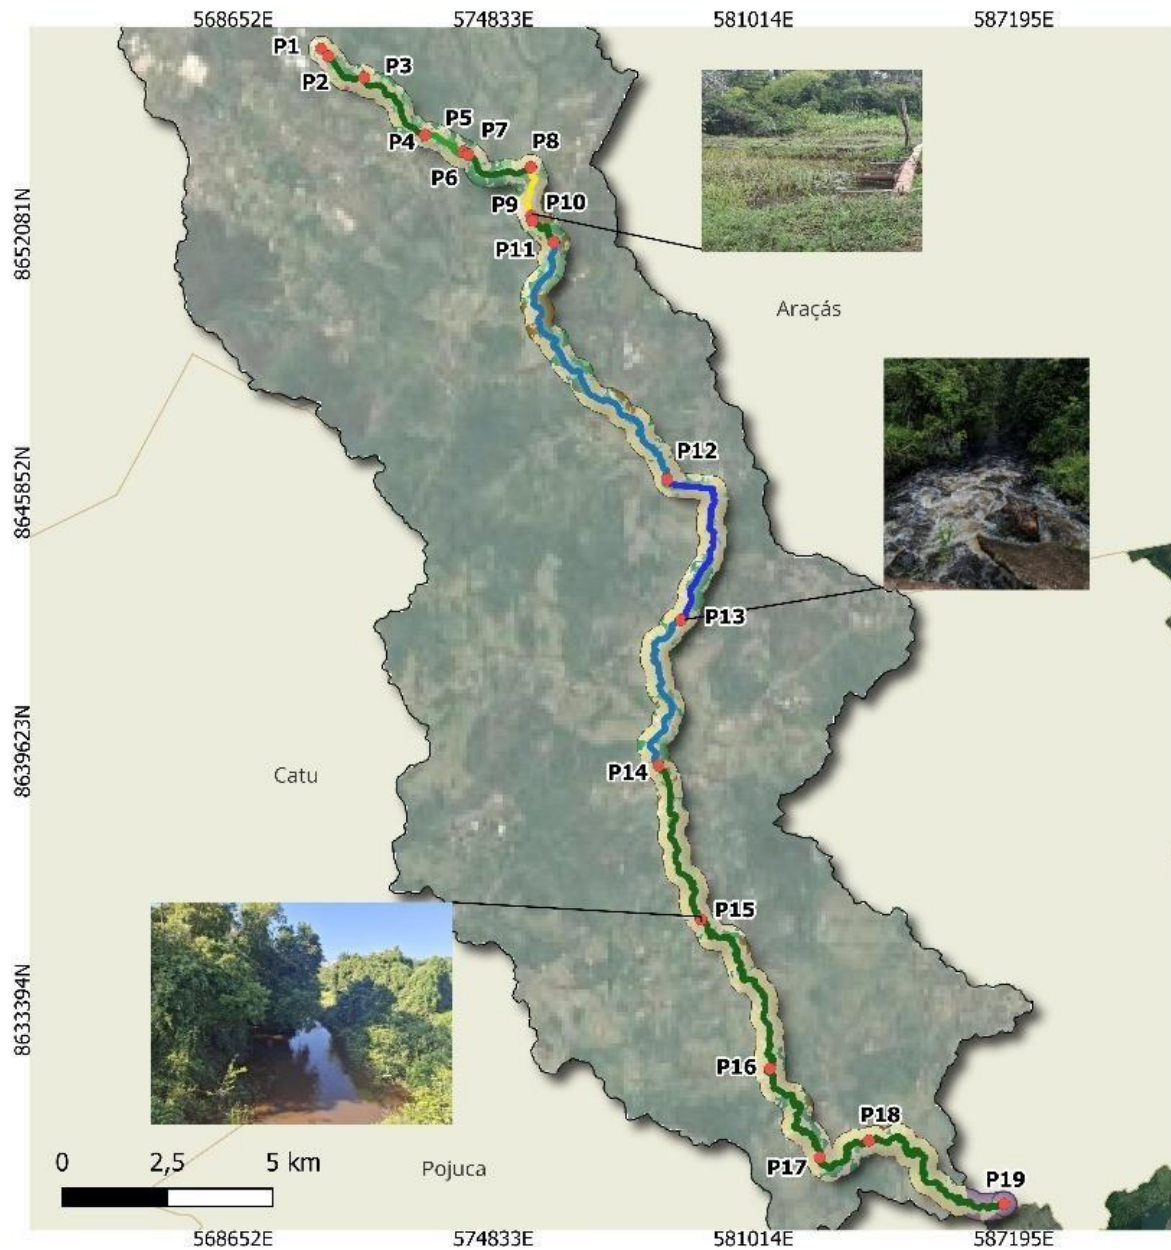 568652E 574833E 581014E 587195E
P1
P2
P3
P4
P5
P7
P6
P8
P9
P10
P11
8652081N
Araçás
P12
8645852N
P13
8639623N
P14
Catu
P15
8633394N
P16
P17
P18
P19
0 2,5 5 km
Pojuca
568652E 574833E 581014E 587195E